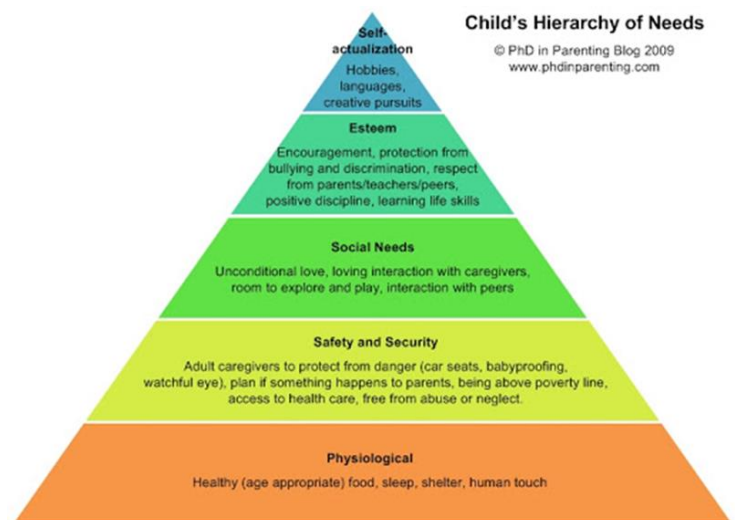 Child's Hierarchy of Needs
© PhD in Parenting Blog 2009
www.phdinparenting.com
Self-
actualization
Hobbies,
languages,
creative pursuits
Esteem
Encouragement, protection from
bullying and discrimination, respect
from parents/teachers/peers,
positive discipline, learning life skills
Social Needs
Unconditional love, loving interaction with caregivers,
room to explore and play, interaction with peers
Safety and Security
Adult caregivers to protect from danger (car seats, babyproofing,
watchful eye), plan if something happens to parents, being above poverty line,
access to health care, free from abuse or neglect.
Physiological
Healthy (age appropriate) food, sleep, shelter, human touch